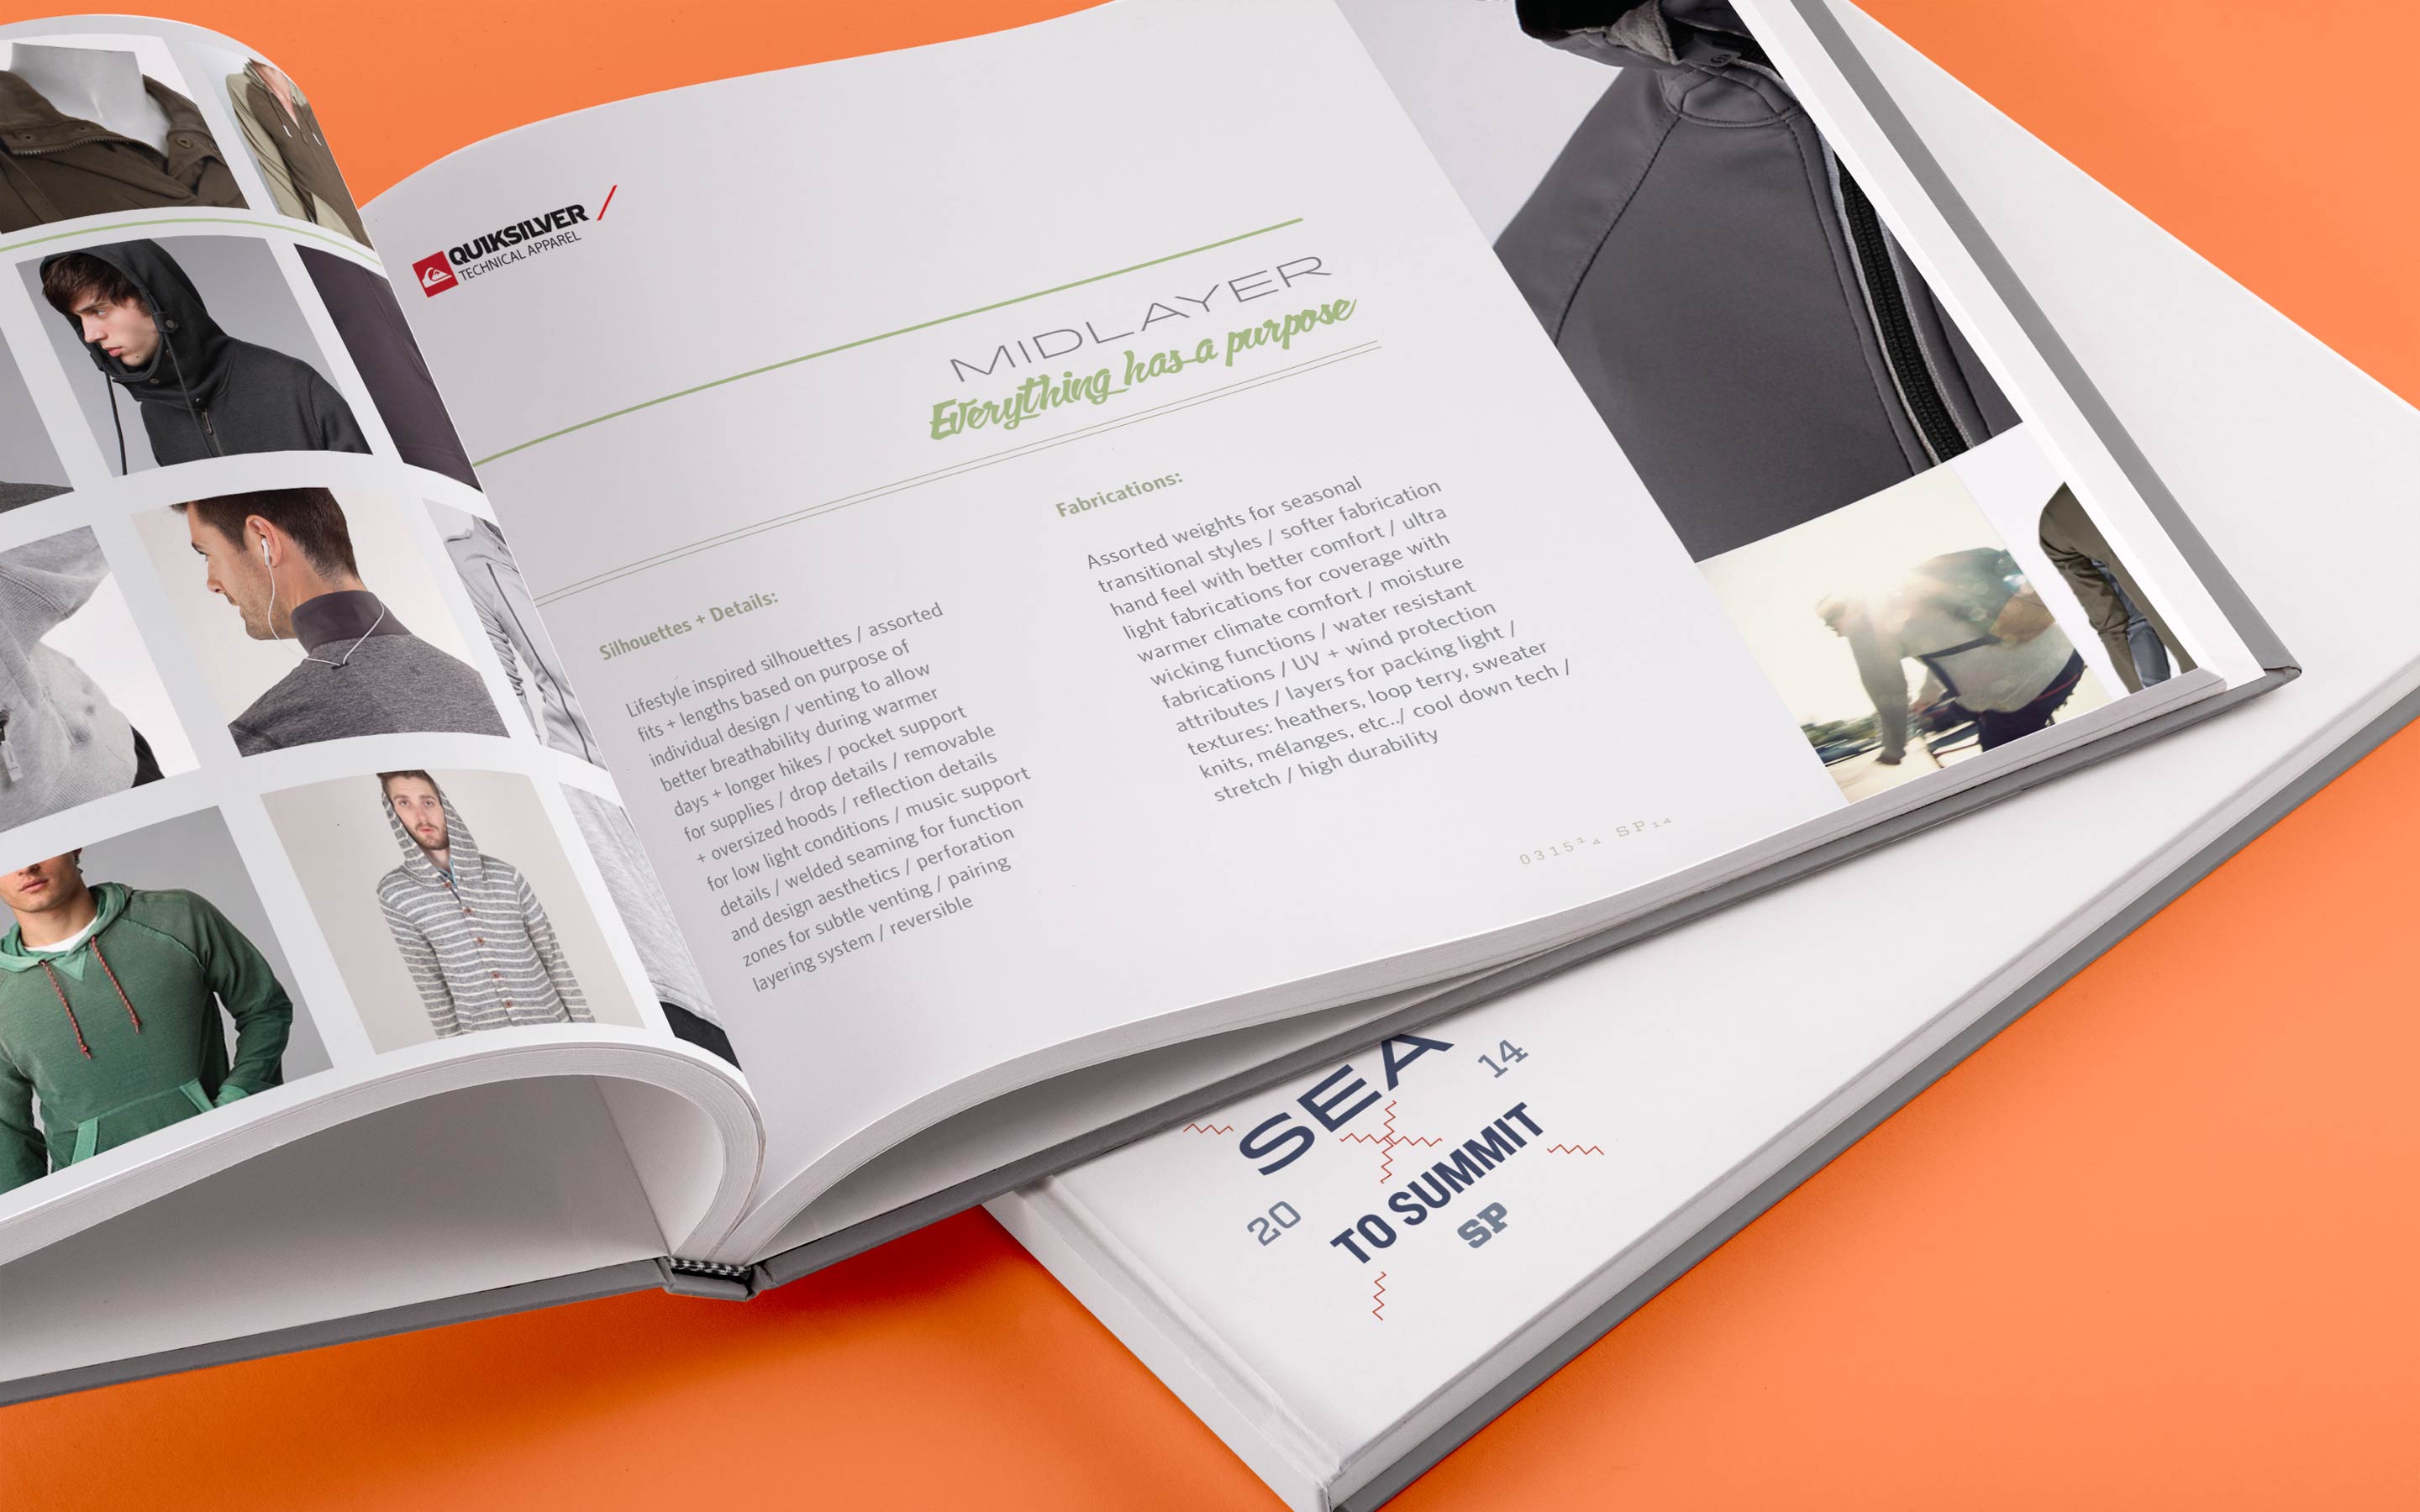 QUIKSILVER
TECHNICAL APPAREL
MIDLAYER
Everything has a purpose
Silhouettes + Details:
Lifestyle inspired silhouettes / assorted
fits + lengths based on purpose of
individual design / venting to allow
better breathability during warmer
days + longer hikes / pocket support
for supplies / drop details / removable
+ oversized hoods / reflection details
for low light conditions / music support
details / welded seaming for function
and design aesthetics / perforation
zones for subtle venting / pairing
layering system / reversible
Fabrications:
Assorted weights for seasonal
transitional styles / softer fabrication
hand feel with better comfort / ultra
light fabrications for coverage with
warmer climate comfort / moisture
wicking functions / water resistant
fabrications / UV + wind protection
attributes / layers for packing light /
textures: heathers, loop terry, sweater
knits, mélanges, etc../ cool down tech /
stretch / high durability
031514 SP14
SEA
14
TO SUMMIT
20
SP